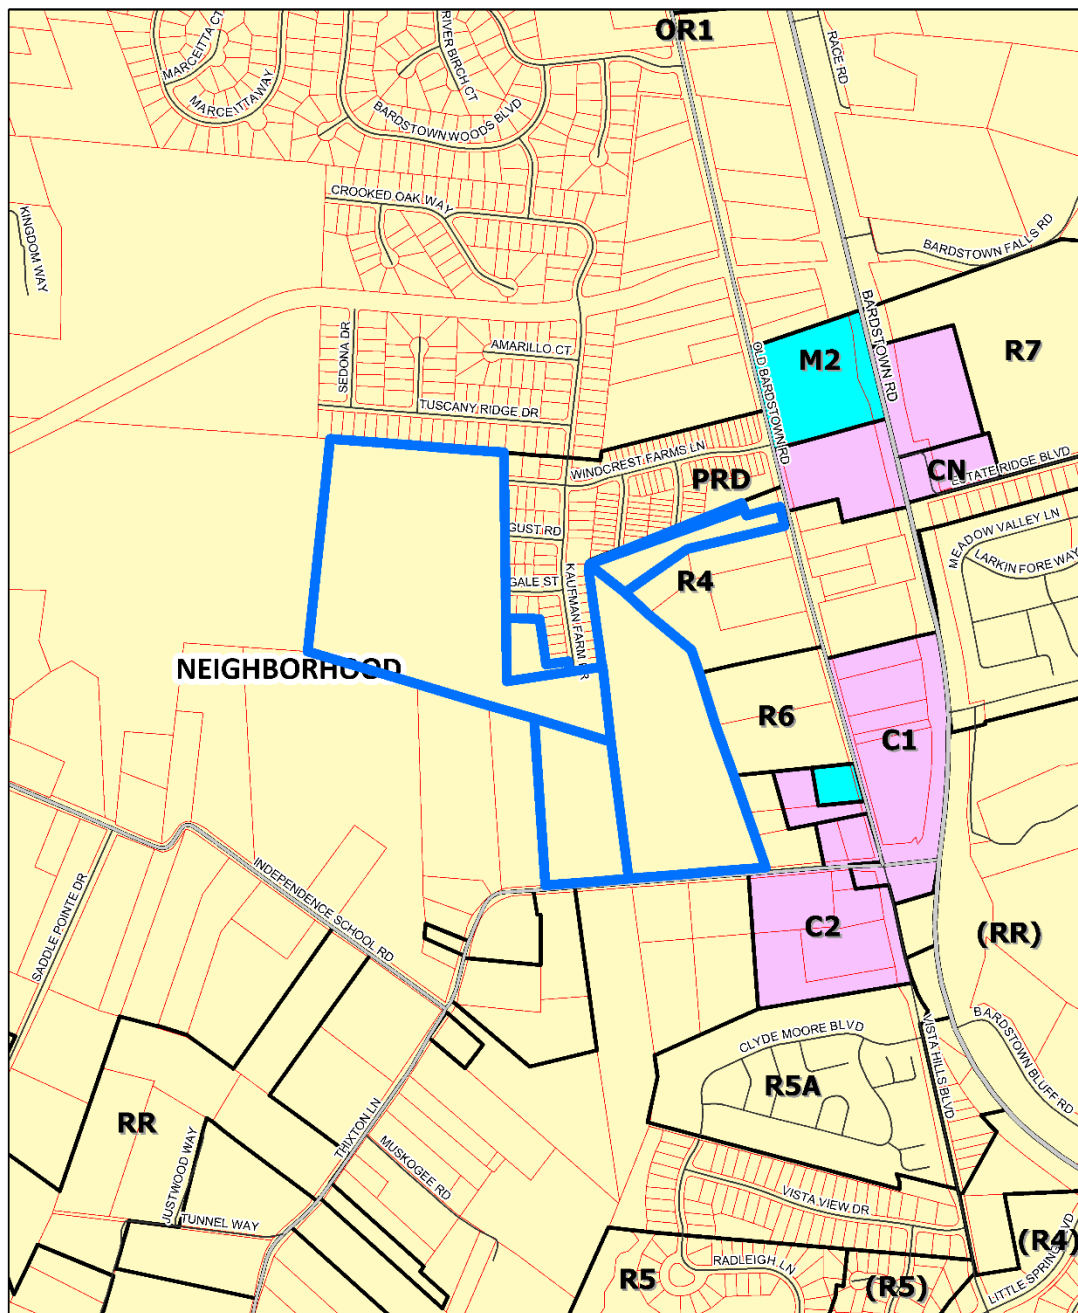 OR1
MARCEITTA CT
RIVER BIRCH CT
RACE RD
MARCEITTA WAY
BARDSTOWN WOODS BLVD
CROOKED OAK WAY
KINGDOM WAY
BARDSTOWN FALLS RD
BARDSTOWN RD
SEDONA DR
AMARILLO CT
OLD BARDSTOWN RD
M2
R7
TUSCANY RIDGE DR
WINDCREST FARMS LN
PRD
CN
ESTATE RIDGE BLVD
MEADOW VALLEY LN
LARKIN FORE WAY
GUST RD
GALE ST
KAUFMAN FARM DR
R4
NEIGHBORHOOD
R6
C1
INDEPENDENCE SCHOOL RD
SADDLE POINTE DR
C2
(RR)
VISTA HILLS BLVD
BARDSTOWN BLUFF RD
CLYDE MOORE BLVD
R5A
RR
THIXTON LN
JUSTWOOD WAY
MUSKOGEE RD
TUNNEL WAY
VISTA VIEW DR
RADLEIGH LN
R5
(R5)
(R4)